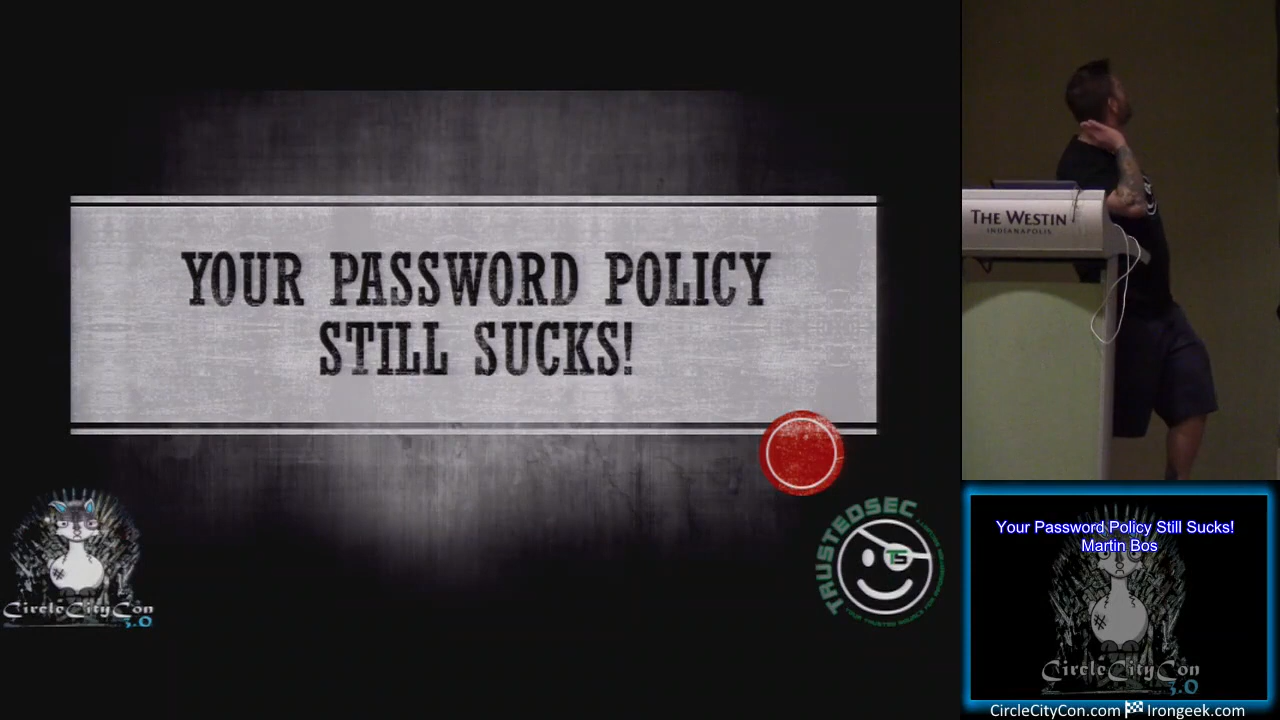 YOUR PASSWORD POLICY
STILL SUCKS!
CircleCityCon
3.0
TRUSTEDSEC
TS
THE WESTIN
INDIANAPOLIS
Your Password Policy Still Sucks!
Martin Bos
CircleCityCon
3.0
CircleCityCon.com Irongeek.com